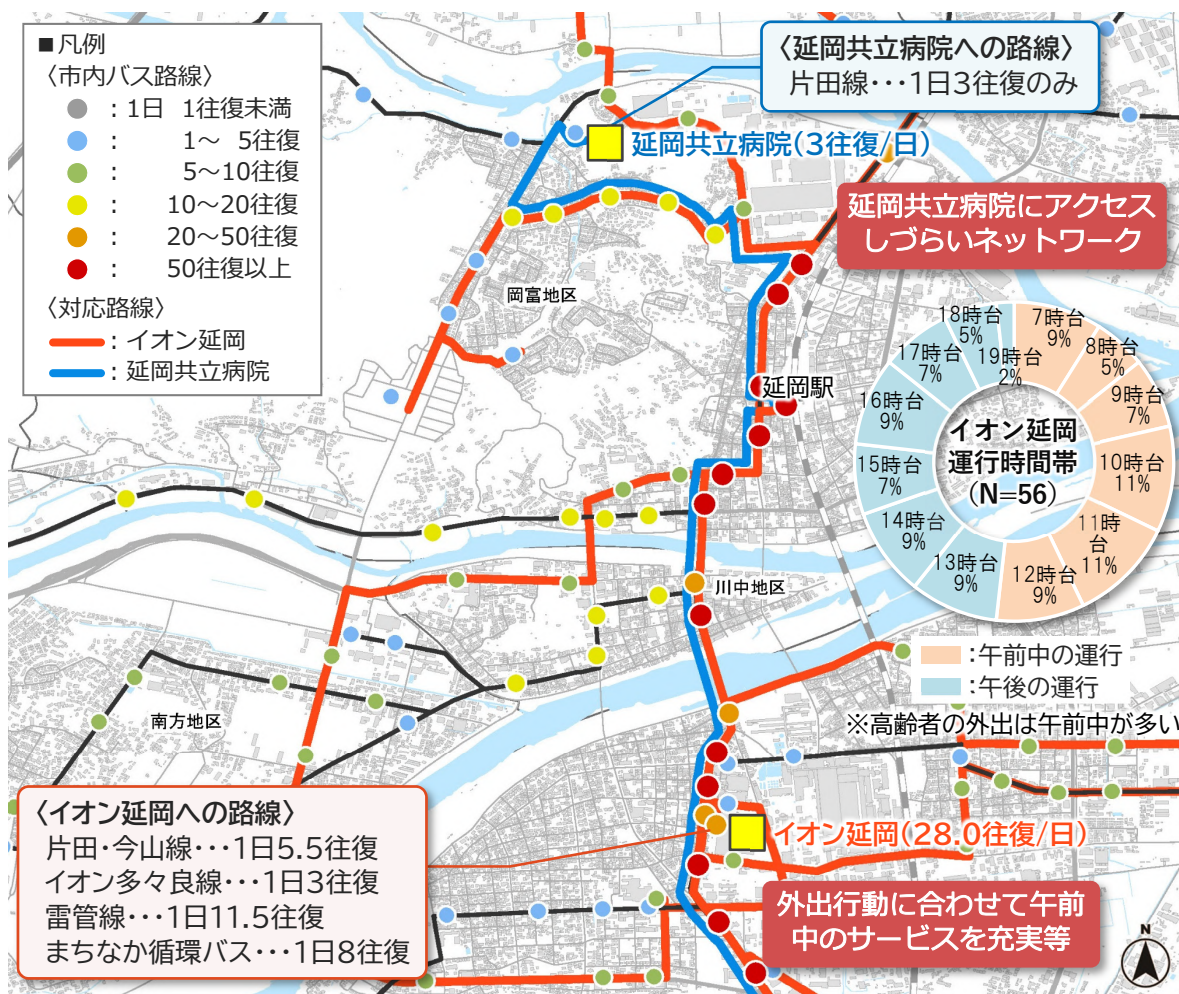 ■凡例
〈市内バス路線〉
：1日 1往復未満
： 1～ 5往復
： 5～10往復
： 10～20往復
： 20～50往復
： 50往復以上
〈対応路線〉
：イオン延岡
：延岡共立病院
〈延岡共立病院への路線〉
片田線･･･1日3往復のみ
延岡共立病院(3往復/日)
延岡共立病院にアクセス
しづらいネットワーク
岡富地区
延岡駅
川中地区
南方地区
7時台
9%
8時台
5%
9時台
7%
10時台
11%
11時
台
11%
12時台
9%
13時台
9%
14時台
9%
15時台
7%
16時台
9%
17時台
7%
18時台
5%
19時台
2%
イオン延岡
運行時間帯
(N=56)
：午前中の運行
：午後の運行
※高齢者の外出は午前中が多い
〈イオン延岡への路線〉
片田･今山線･･･1日5.5往復
イオン多々良線･･･1日3往復
雷管線･･･1日11.5往復
まちなか循環バス･･･1日8往復
イオン延岡(28.0往復/日)
外出行動に合わせて午前
中のサービスを充実等
N